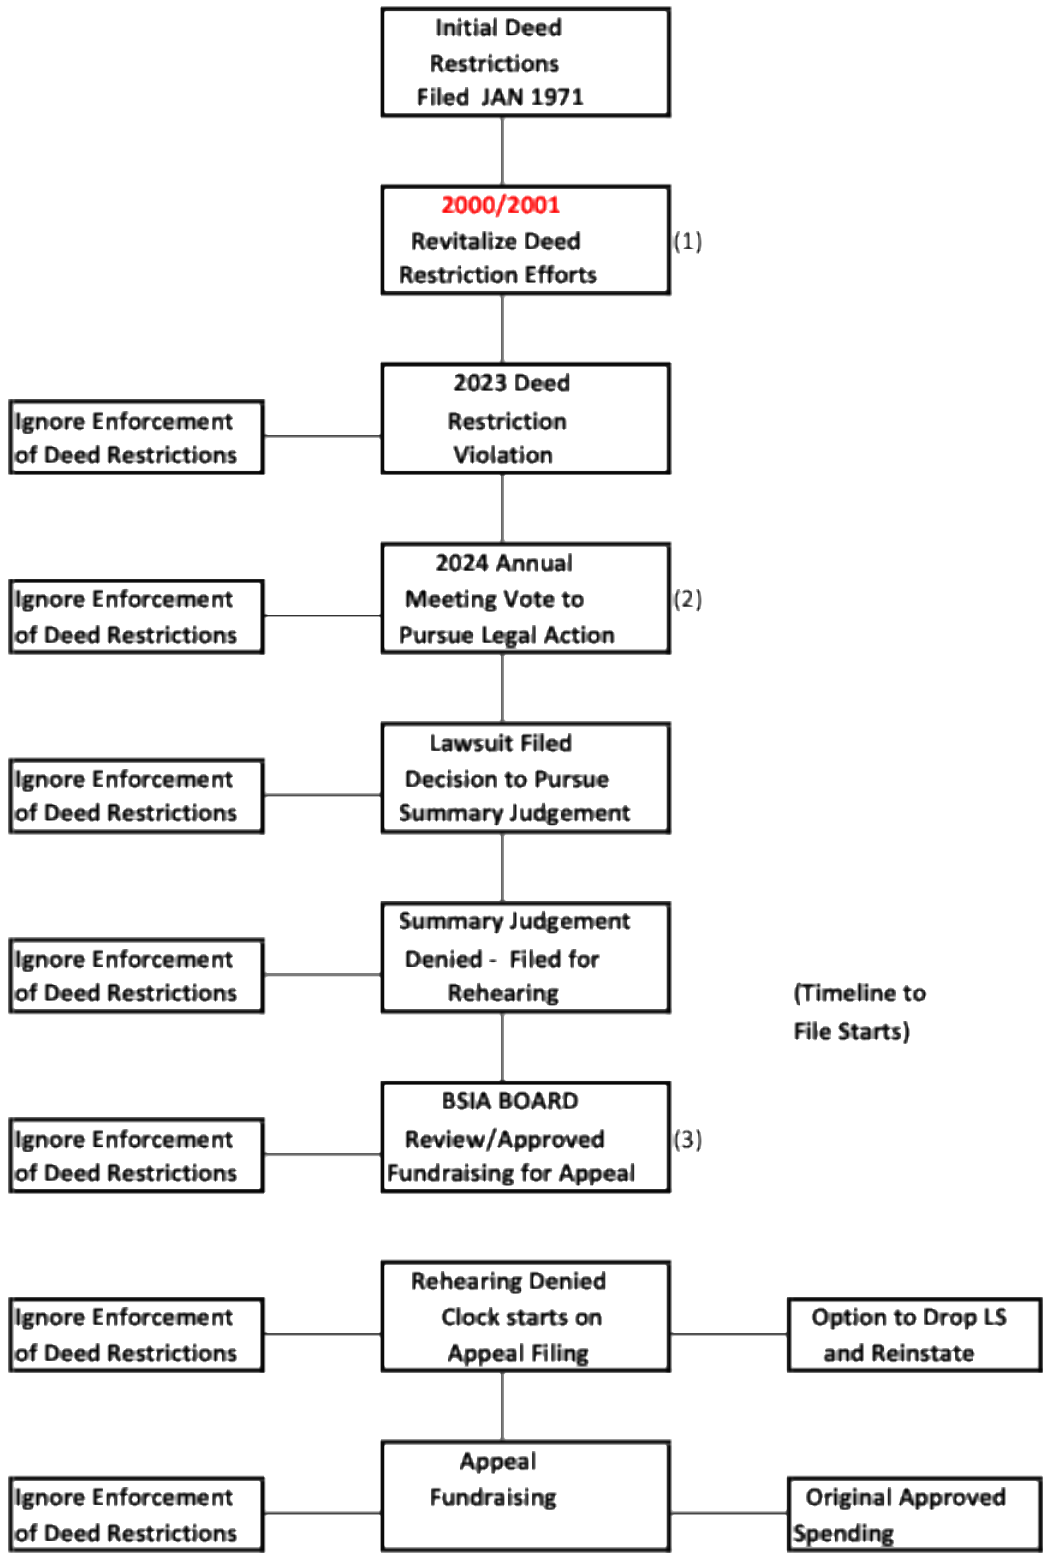 Initial Deed
Restrictions
Filed JAN 1971
2000/2001
Revitalize Deed
Restriction Efforts
(1)
2023 Deed
Restriction
Violation
Ignore Enforcement
of Deed Restrictions
2024 Annual
Meeting Vote to
Pursue Legal Action
(2)
Ignore Enforcement
of Deed Restrictions
Lawsuit Filed
Decision to Pursue
Summary Judgement
Ignore Enforcement
of Deed Restrictions
Summary Judgement
Denied - Filed for
Rehearing
Ignore Enforcement
of Deed Restrictions
(Timeline to
File Starts)
BSIA BOARD
Review/Approved
Fundraising for Appeal
(3)
Ignore Enforcement
of Deed Restrictions
Rehearing Denied
Clock starts on
Appeal Filing
Ignore Enforcement
of Deed Restrictions
Option to Drop LS
and Reinstate
Appeal
Fundraising
Ignore Enforcement
of Deed Restrictions
Original Approved
Spending